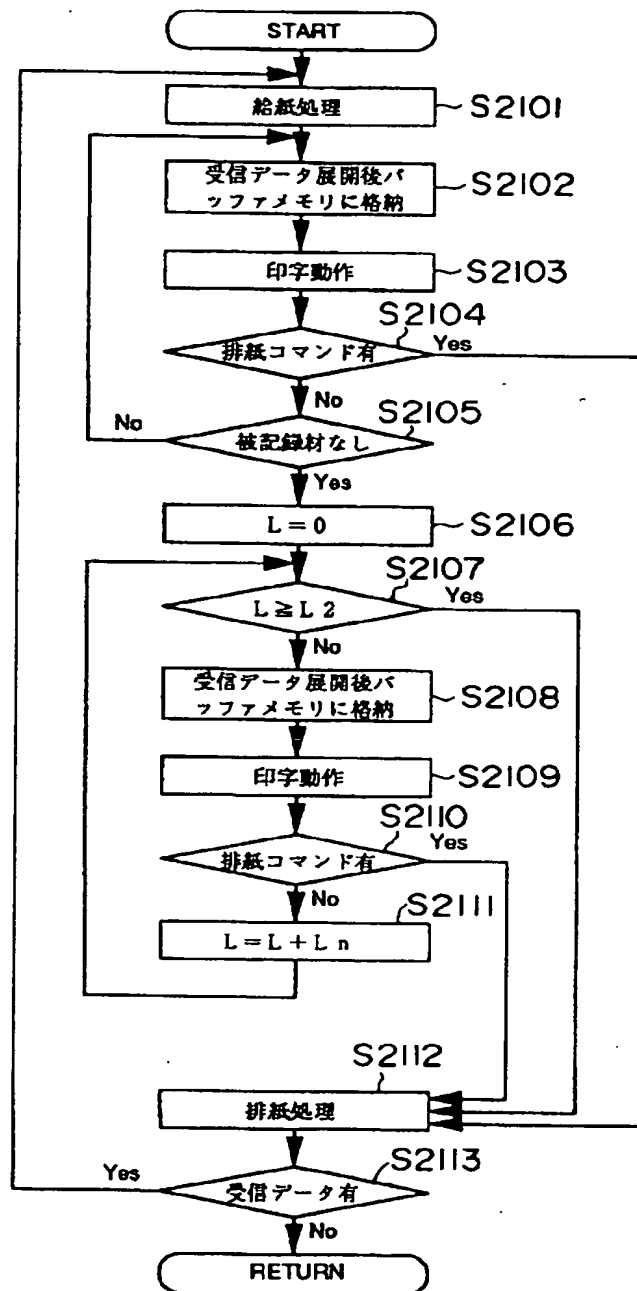 START
給紙処理
S2101
受信データ展開後バ
ッファメモリに格納
S2102
印字動作
S2103
S2104
排紙コマンド有
Yes
No
S2105
被記録材なし
No
Yes
L=0
S2106
S2107
L≧L2
Yes
No
受信データ展開後バ
ッファメモリに格納
S2108
印字動作
S2109
S2110
排紙コマンド有
Yes
No
S2111
L=L+Ln
S2112
排紙処理
S2113
受信データ有
Yes
No
RETURN